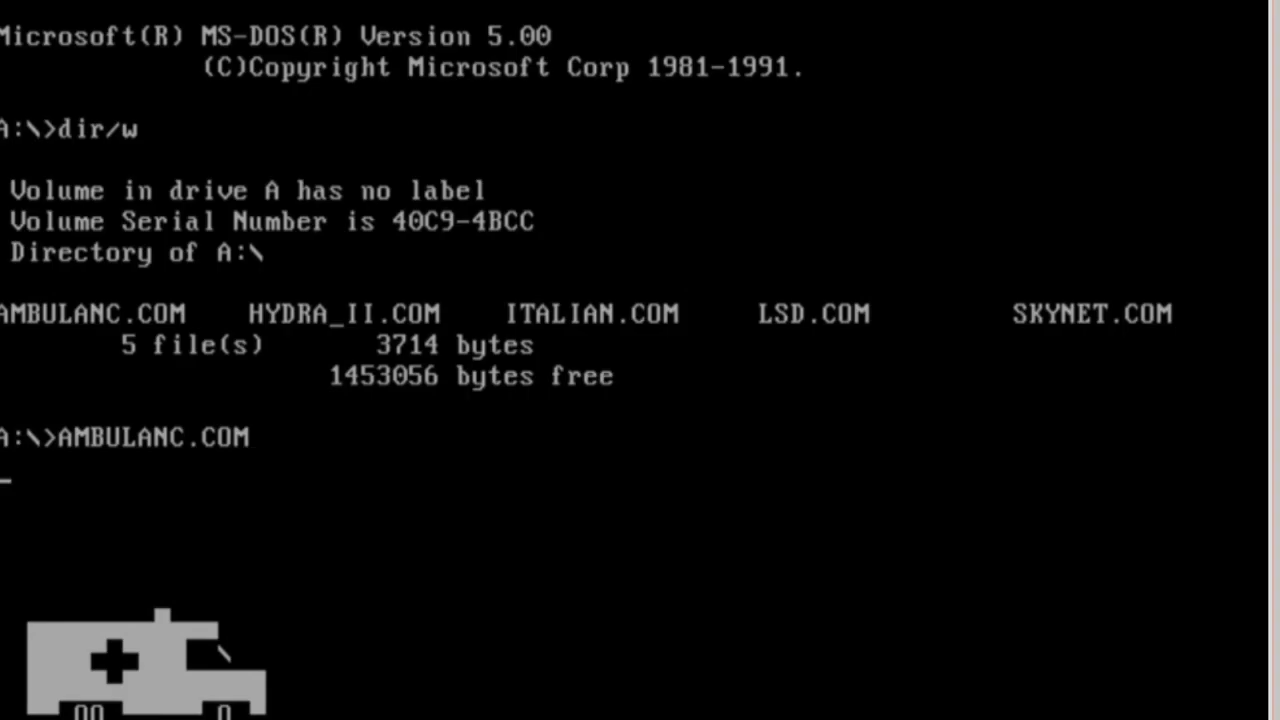 Microsoft(R) MS-DOS(R) Version 5.00
(C)Copyright Microsoft Corp 1981-1991.
A:\>dir/w
Volume in drive A has no label
Volume Serial Number is 40C9-4BCC
Directory of A:\
AMBULANC.COM HYDRA_II.COM ITALIAN.COM LSD.COM SKYNET.COM
5 file(s) 3714 bytes
1453056 bytes free
A:\>AMBULANC.COM